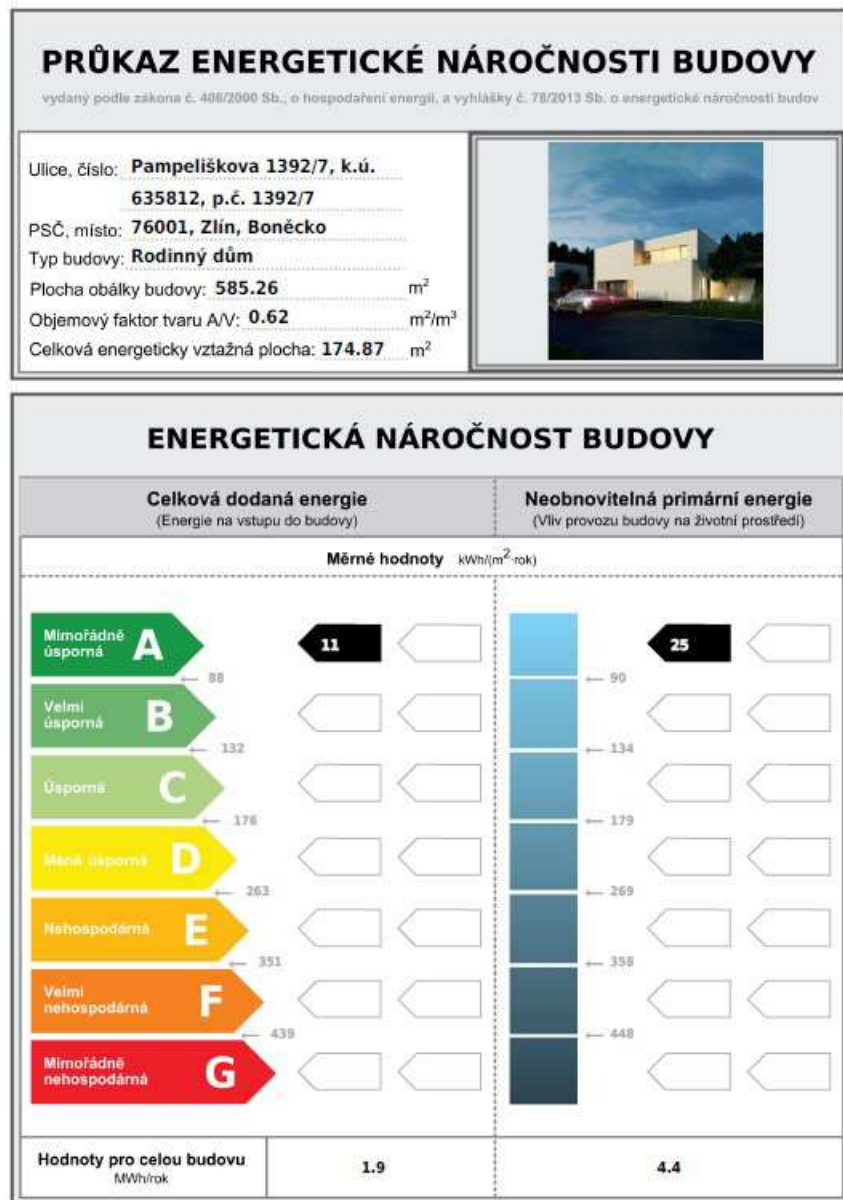 PRŮKAZ ENERGETICKÉ NÁROČNOSTI BUDOVY
vydaný podle zákona č. 406/2000 Sb., o hospodaření energií, a vyhlášky č. 78/2013 Sb. o energetické náročnosti budov
Ulice, číslo: Pampeliškova 1392/7, k.ú.
635812, p.č. 1392/7
PSČ, místo: 76001, Zlín, Boněcko
Typ budovy: Rodinný dům
Plocha obálky budovy: 585.26 m²
Objemový faktor tvaru A/V: 0.62 m²/m³
Celková energeticky vztažná plocha: 174.87 m²
ENERGETICKÁ NÁROČNOST BUDOVY
Celková dodaná energie
(Energie na vstupu do budovy)
Neobnovitelná primární energie
(Vliv provozu budovy na životní prostředí)
Měrné hodnoty kWh/(m²·rok)
Mimořádně
úsporná A
11
25
← 88
← 90
Velmi
úsporná B
← 132
← 134
Úsporná C
← 176
← 179
Méně úsporná D
← 263
← 269
Nehospodárná E
← 351
← 358
Velmi
nehospodárná F
← 439
← 448
Mimořádně
nehospodárná G
Hodnoty pro celou budovu
MWh/rok
1.9
4.4